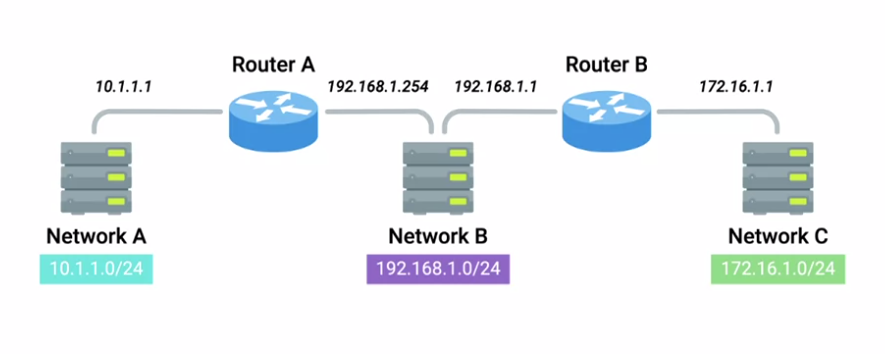 Router A
Router B
10.1.1.1
192.168.1.254
192.168.1.1
172.16.1.1
Network A
Network B
Network C
10.1.1.0/24
192.168.1.0/24
172.16.1.0/24